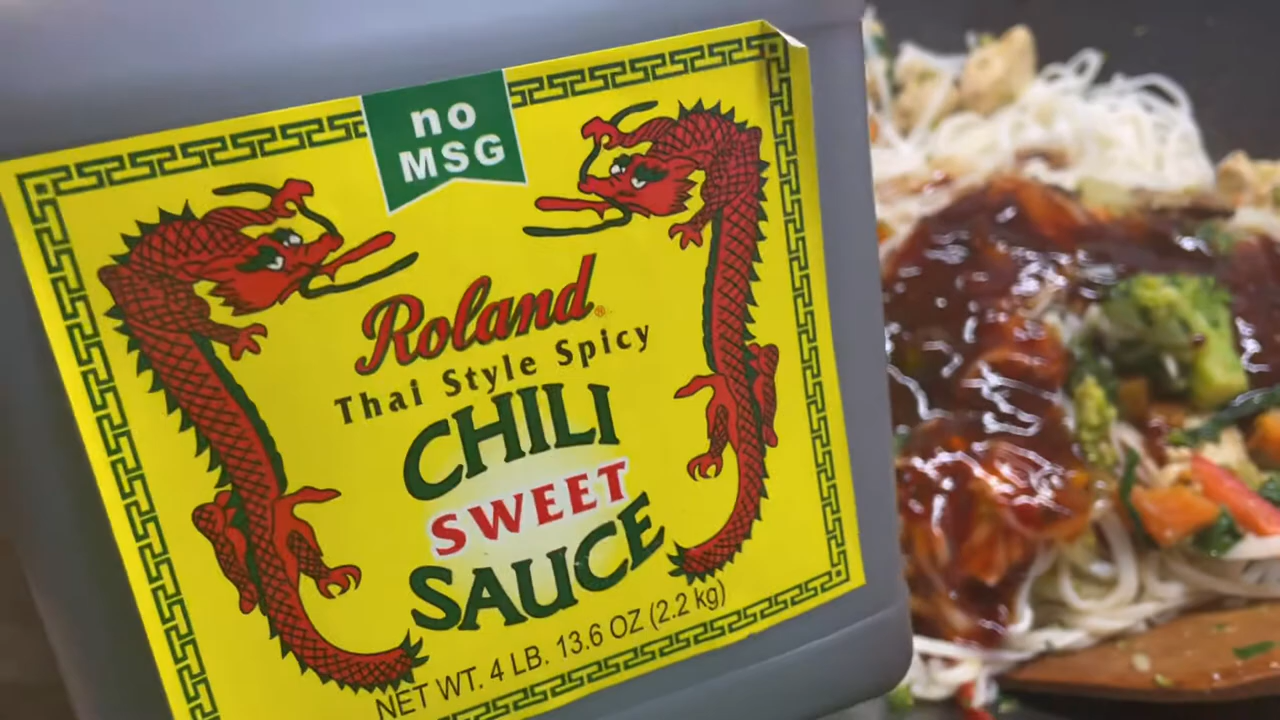 no
MSG
Roland®
Thai Style Spicy
CHILI
SWEET
SAUCE
NET WT. 4 LB. 13.6 OZ (2.2 kg)